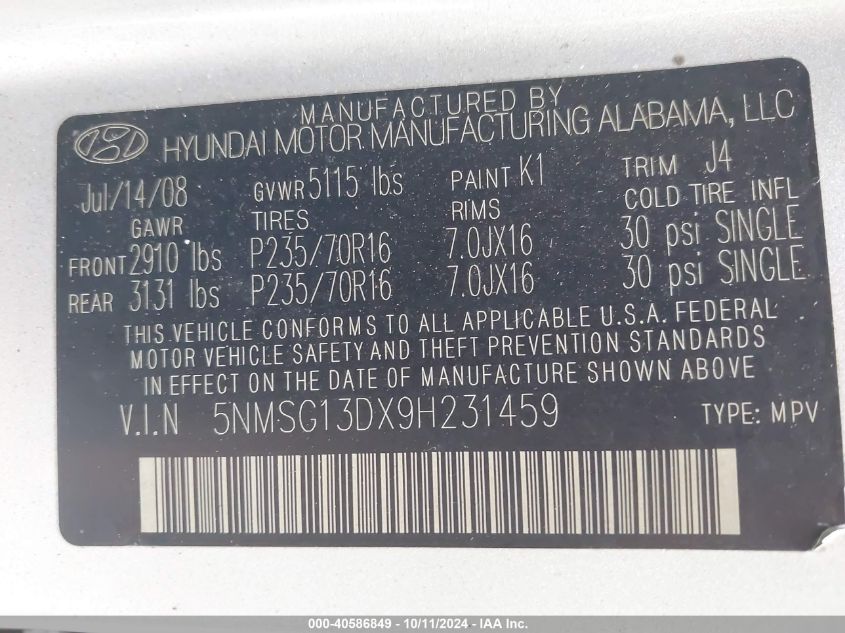 MANUFACTURED BY
HYUNDAI MOTOR MANUFACTURING ALABAMA, LLC
Jul/14/08 GVWR 5115 lbs PAINT K1 TRIM J4
GAWR TIRES RIMS COLD TIRE INFL
FRONT 2910 lbs P235/70R16 7.0JX16 30 psi SINGLE
REAR 3131 lbs P235/70R16 7.0JX16 30 psi SINGLE
THIS VEHICLE CONFORMS TO ALL APPLICABLE U.S.A. FEDERAL
MOTOR VEHICLE SAFETY AND THEFT PREVENTION STANDARDS
IN EFFECT ON THE DATE OF MANUFACTURE SHOWN ABOVE
V.I.N 5NMSG13DX9H231459 TYPE: MPV
000-40586849 - 10/11/2024 - IAA Inc.